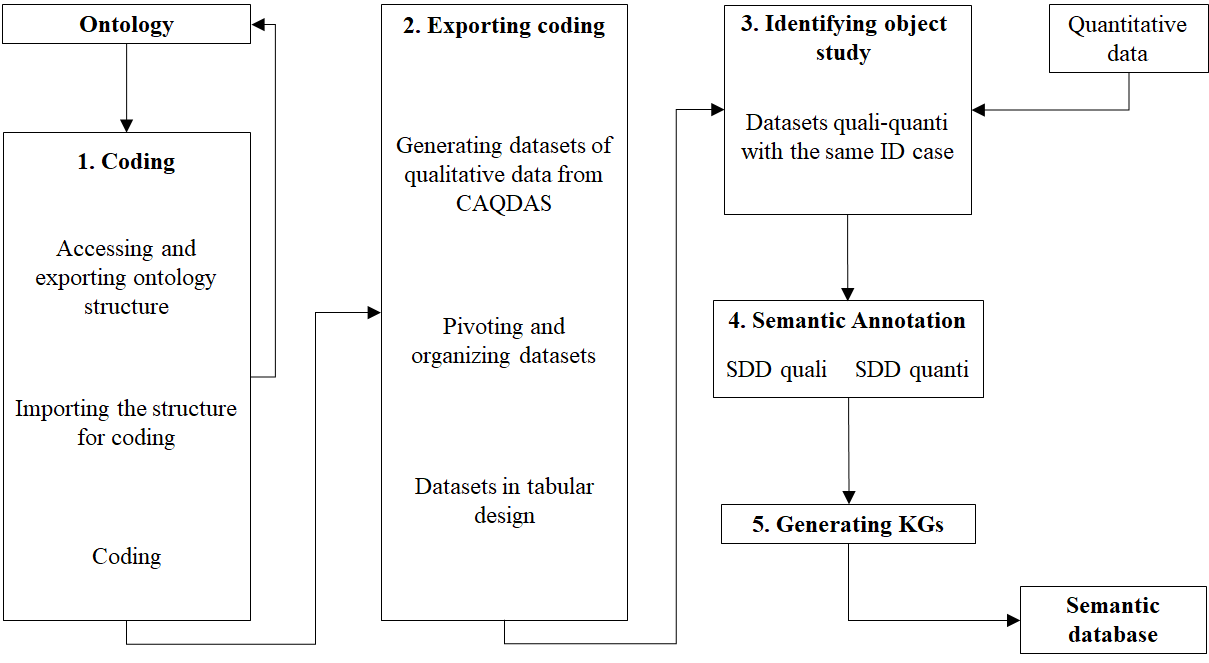 Ontology
1. Coding
Accessing and
exporting ontology
structure
Importing the structure
for coding
Coding
2. Exporting coding
Generating datasets of
qualitative data from
CAQDAS
Pivoting and
organizing datasets
Datasets in tabular
design
3. Identifying object
study
Datasets quali-quanti
with the same ID case
Quantitative
data
4. Semantic Annotation
SDD quali SDD quanti
5. Generating KGs
Semantic
database